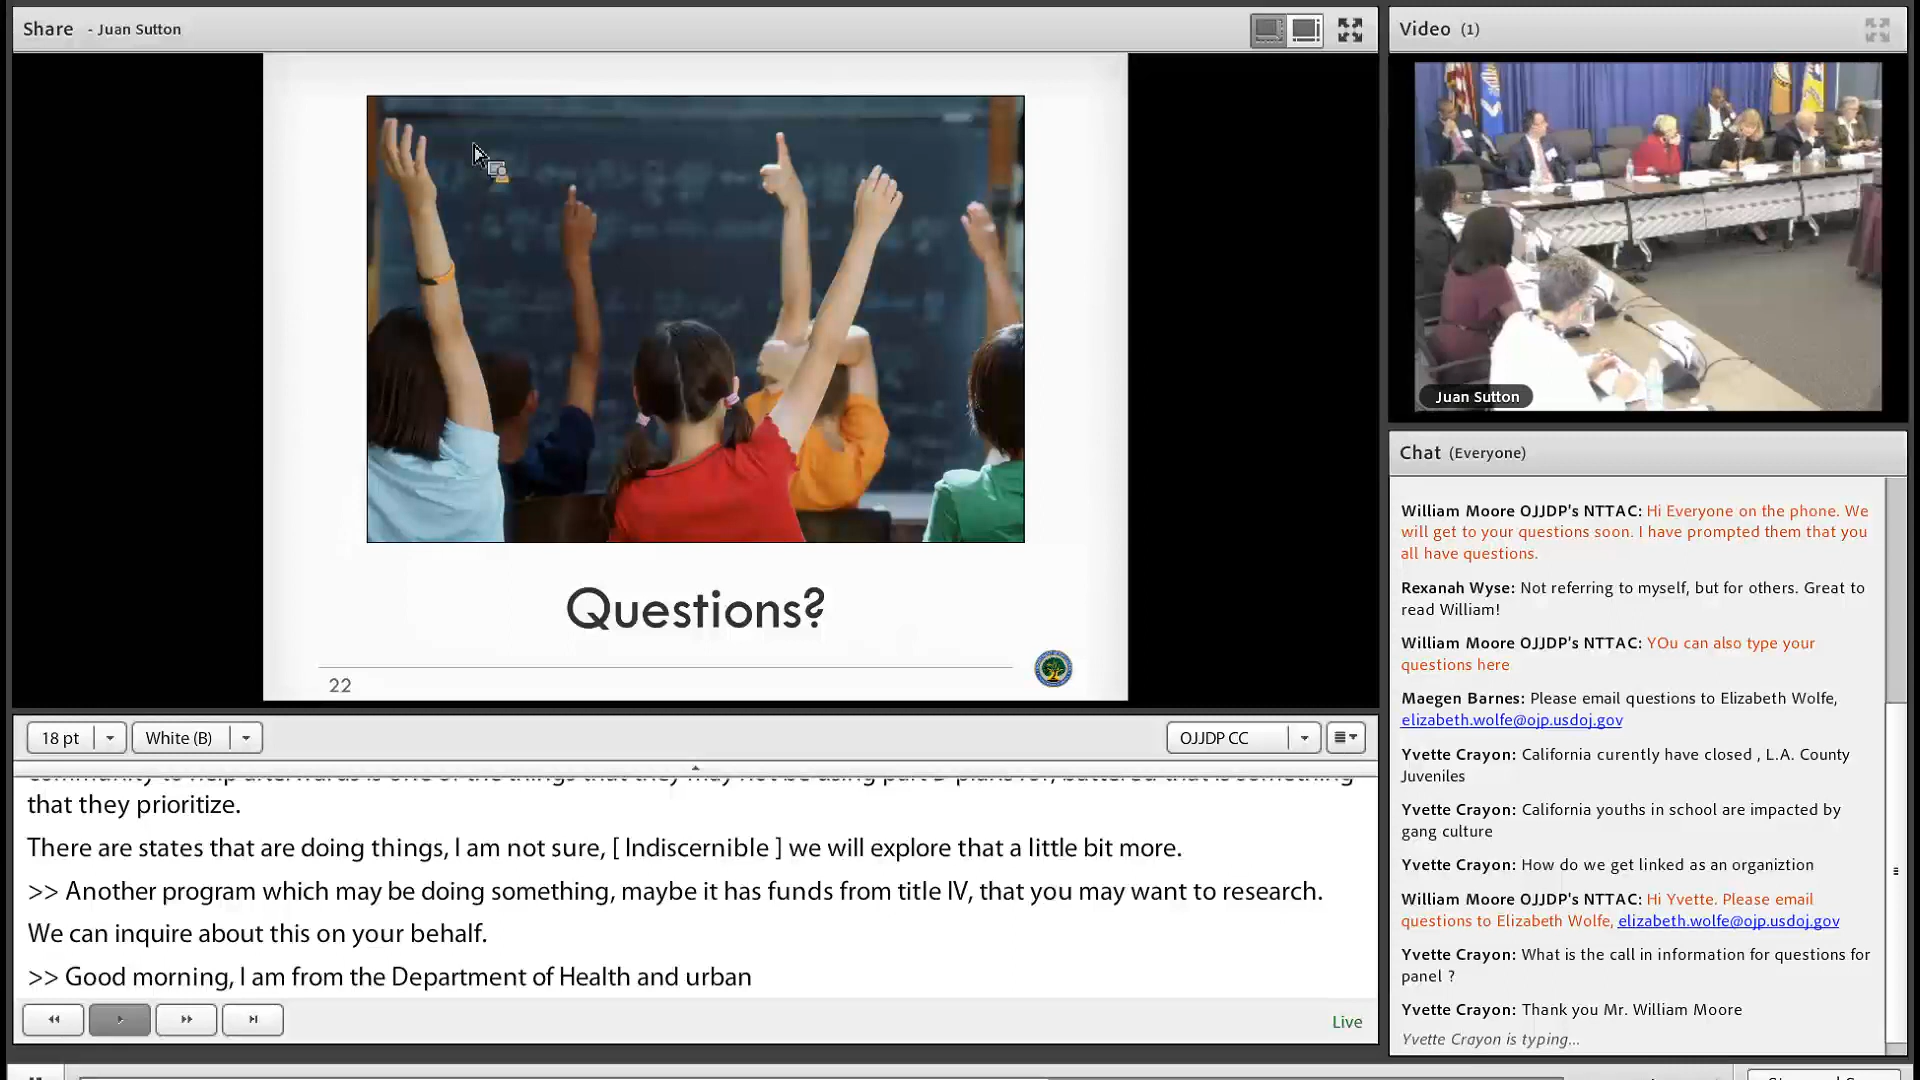 Share - Juan Sutton
Questions?
22
18 pt
White (B)
OJJDP CC
that they prioritize.
There are states that are doing things, I am not sure, [ Indiscernible ] we will explore that a little bit more.
>> Another program which may be doing something, maybe it has funds from title IV, that you may want to research.
We can inquire about this on your behalf.
>> Good morning, I am from the Department of Health and urban
Live
Video (1)
Juan Sutton
Chat (Everyone)
William Moore OJJDP's NTTAC: Hi Everyone on the phone. We
will get to your questions soon. I have prompted them that you
all have questions.
Rexanah Wyse: Not referring to myself, but for others. Great to
read William!
William Moore OJJDP's NTTAC: YOu can also type your
questions here
Maegen Barnes: Please email questions to Elizabeth Wolfe,
elizabeth.wolfe@ojp.usdoj.gov
Yvette Crayon: California curently have closed , L.A. County
Juveniles
Yvette Crayon: California youths in school are impacted by
gang culture
Yvette Crayon: How do we get linked as an organiztion
William Moore OJJDP's NTTAC: Hi Yvette. Please email
questions to Elizabeth Wolfe, elizabeth.wolfe@ojp.usdoj.gov
Yvette Crayon: What is the call in information for questions for
panel ?
Yvette Crayon: Thank you Mr. William Moore
Yvette Crayon is typing...